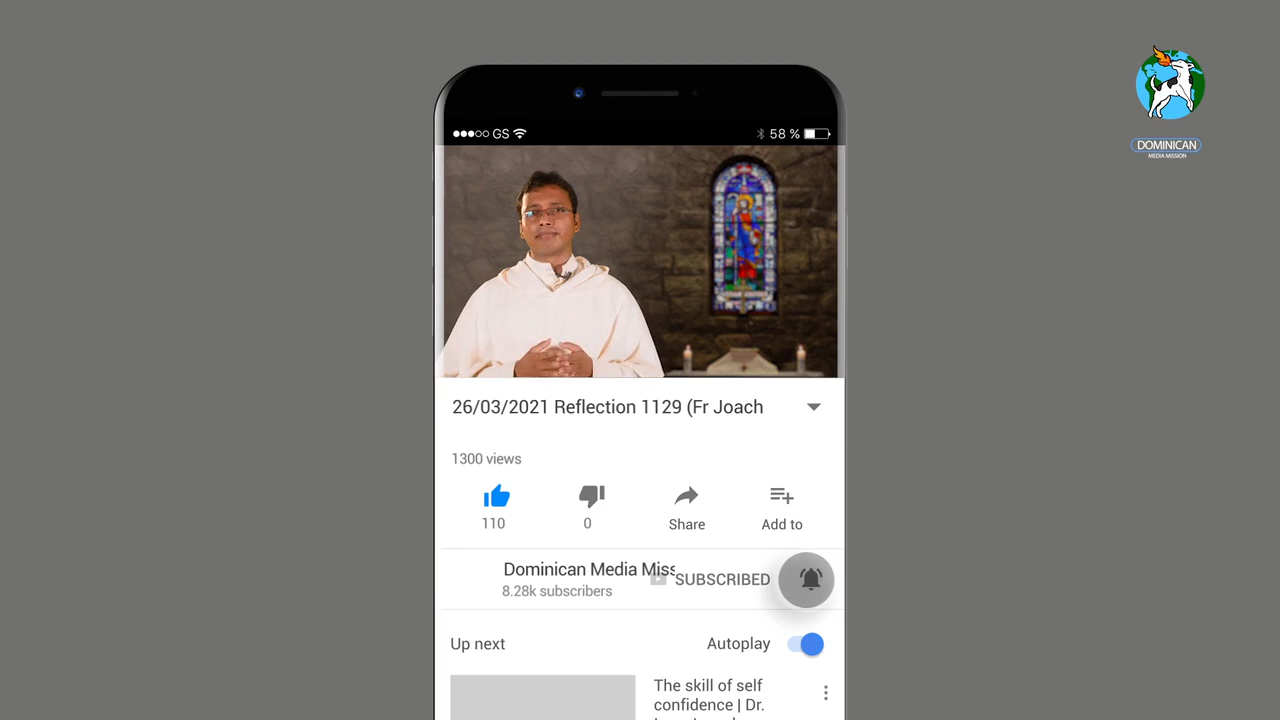 GS
58 %
DOMINICAN
MEDIA MISSION
26/03/2021 Reflection 1129 (Fr Joach
1300 views
110
0
Share
Add to
Dominican Media Miss
SUBSCRIBED
8.28k subscribers
Up next
Autoplay
The skill of self
confidence | Dr.